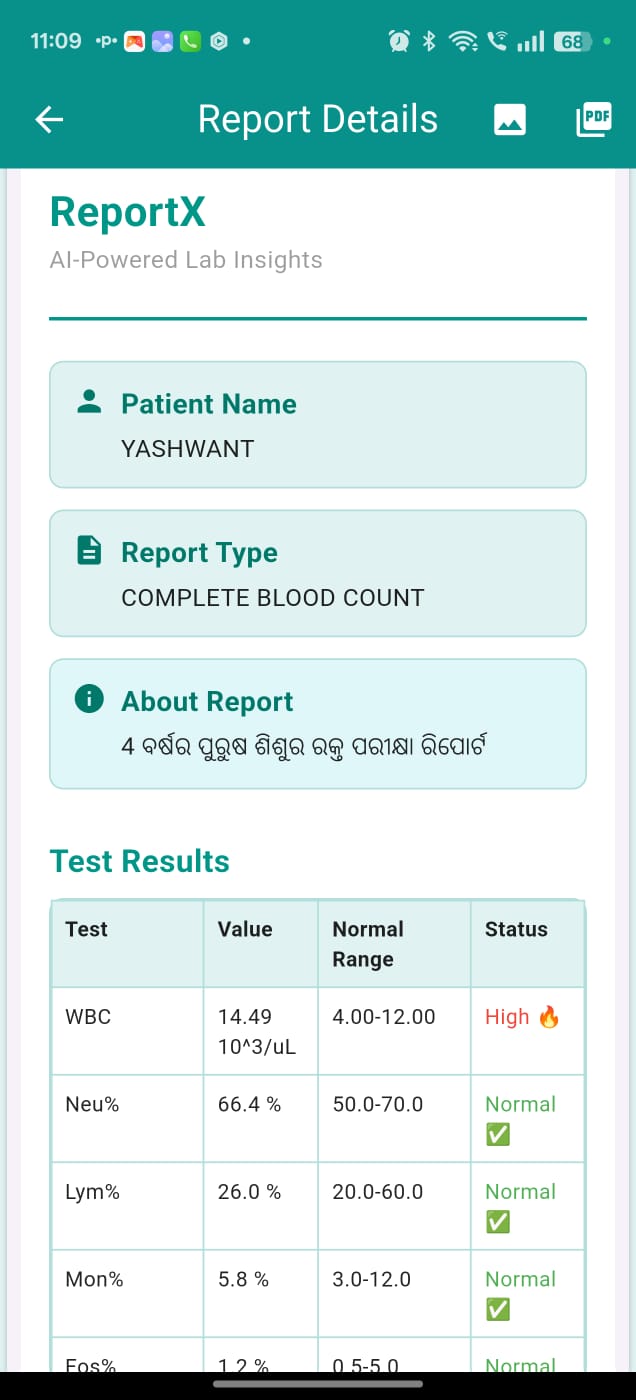 11:09
68
Report Details
PDF
ReportX
AI-Powered Lab Insights
Patient Name
YASHWANT
Report Type
COMPLETE BLOOD COUNT
About Report
4 ବର୍ଷର ପୁରୁଷ ଶିଶୁର ରକ୍ତ ପରୀକ୍ଷା ରିପୋର୍ଟ
Test Results
Test Value Normal Range Status
WBC 14.49 10^3/uL 4.00-12.00 High 🔥
Neu% 66.4 % 50.0-70.0 Normal ✅
Lym% 26.0 % 20.0-60.0 Normal ✅
Mon% 5.8 % 3.0-12.0 Normal ✅
Eos% 1.2 % 0.5-5.0 Normal